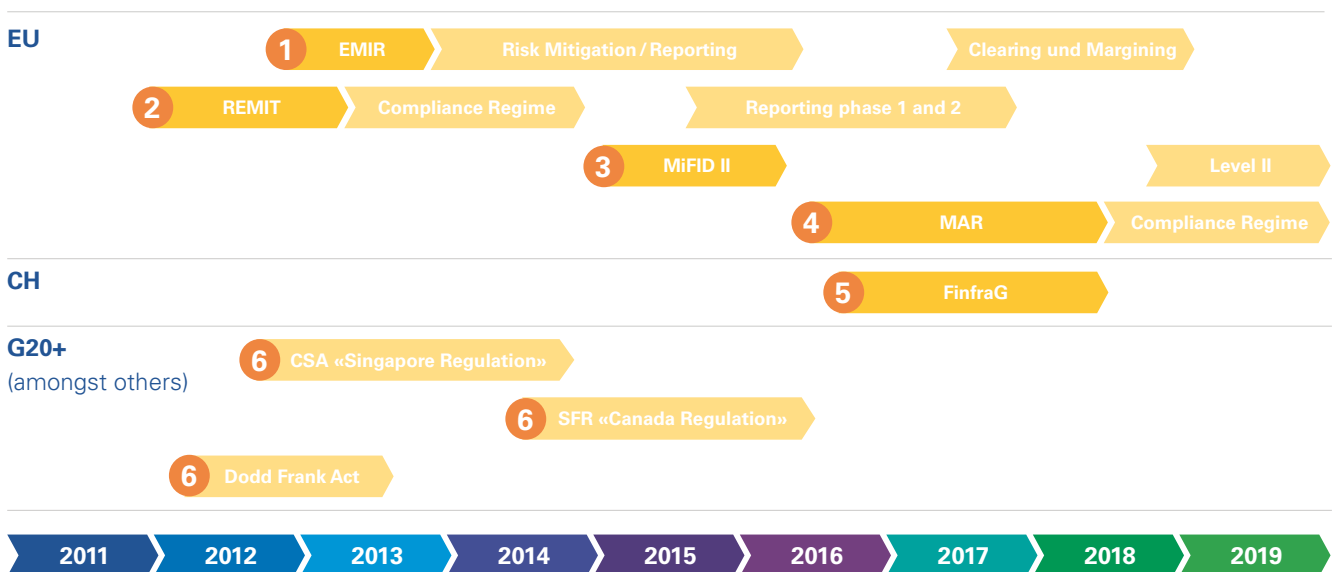 EU
1 EMIR Risk Mitigation / Reporting Clearing und Margining
2 REMIT Compliance Regime Reporting phase 1 and 2
3 MiFID II Level II
4 MAR Compliance Regime
CH
5 FinfraG
G20+
(amongst others)
6 CSA «Singapore Regulation»
6 SFR «Canada Regulation»
6 Dodd Frank Act
2011 2012 2013 2014 2015 2016 2017 2018 2019